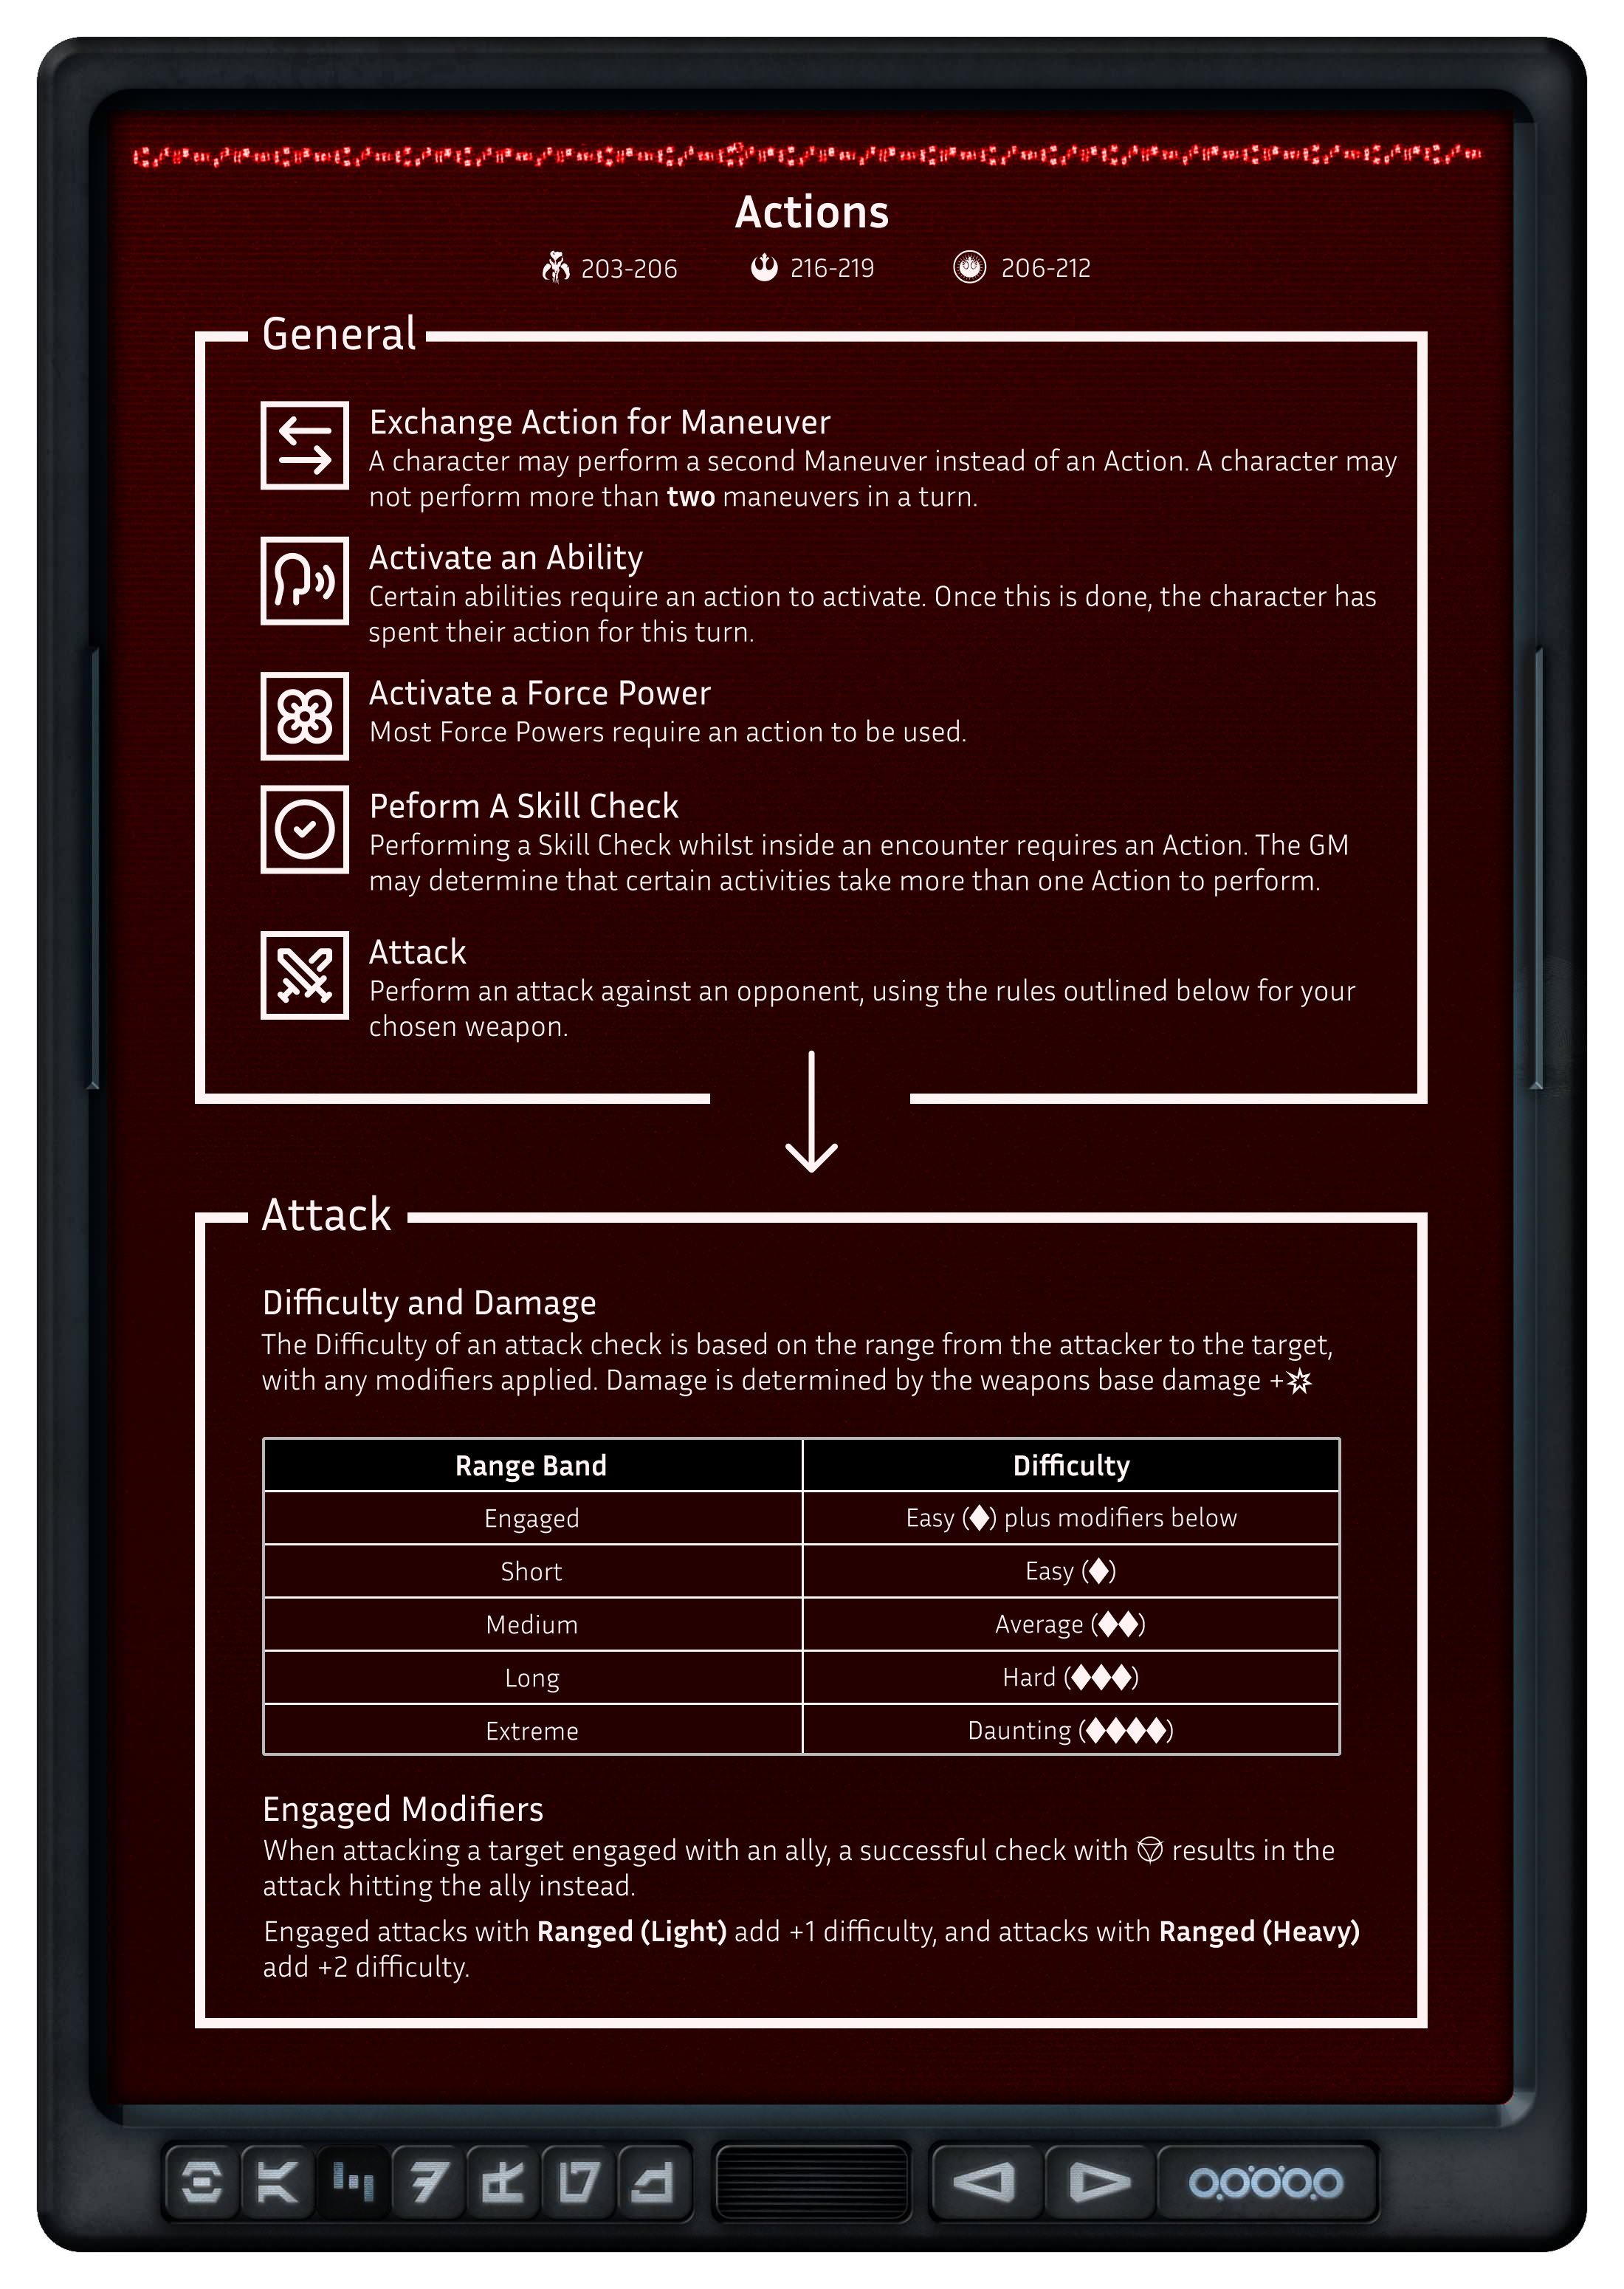 Actions
203-206 216-219 206-212
General
Exchange Action for Maneuver
A character may perform a second Maneuver instead of an Action. A character may
not perform more than two maneuvers in a turn.
Activate an Ability
Certain abilities require an action to activate. Once this is done, the character has
spent their action for this turn.
Activate a Force Power
Most Force Powers require an action to be used.
Peform A Skill Check
Performing a Skill Check whilst inside an encounter requires an Action. The GM
may determine that certain activities take more than one Action to perform.
Attack
Perform an attack against an opponent, using the rules outlined below for your
chosen weapon.
Attack
Difficulty and Damage
The Difficulty of an attack check is based on the range from the attacker to the target,
with any modifiers applied. Damage is determined by the weapons base damage +
Range Band Difficulty
Engaged Easy (♦) plus modifiers below
Short Easy (♦)
Medium Average (♦♦)
Long Hard (♦♦♦)
Extreme Daunting (♦♦♦♦)
Engaged Modifiers
When attacking a target engaged with an ally, a successful check with results in the
attack hitting the ally instead.
Engaged attacks with Ranged (Light) add +1 difficulty, and attacks with Ranged (Heavy)
add +2 difficulty.